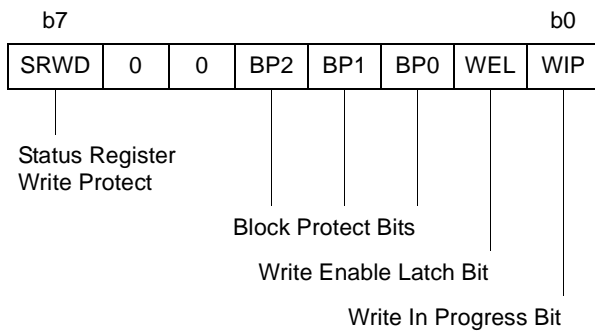 b7 b0
SRWD 0 0 BP2 BP1 BP0 WEL WIP
Status Register
Write Protect
Block Protect Bits
Write Enable Latch Bit
Write In Progress Bit